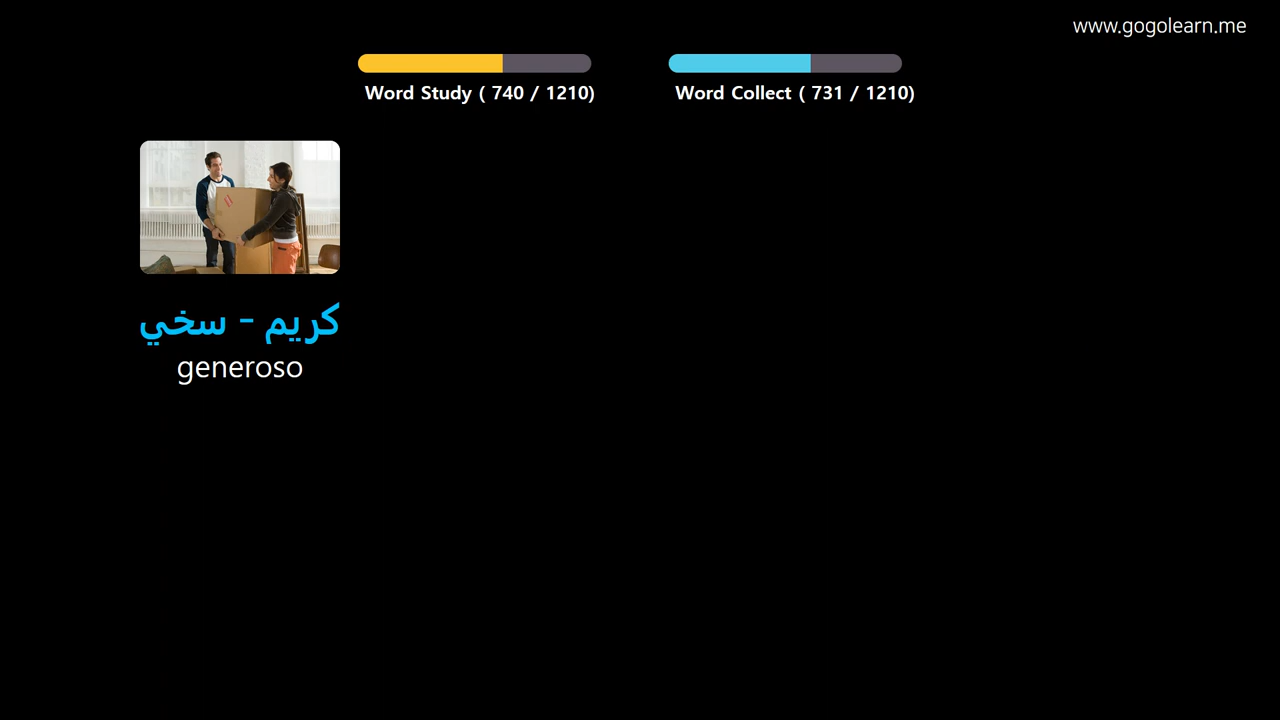 www.gogolearn.me
Word Study ( 740 / 1210)
Word Collect ( 731 / 1210)
كريم - سخي
generoso